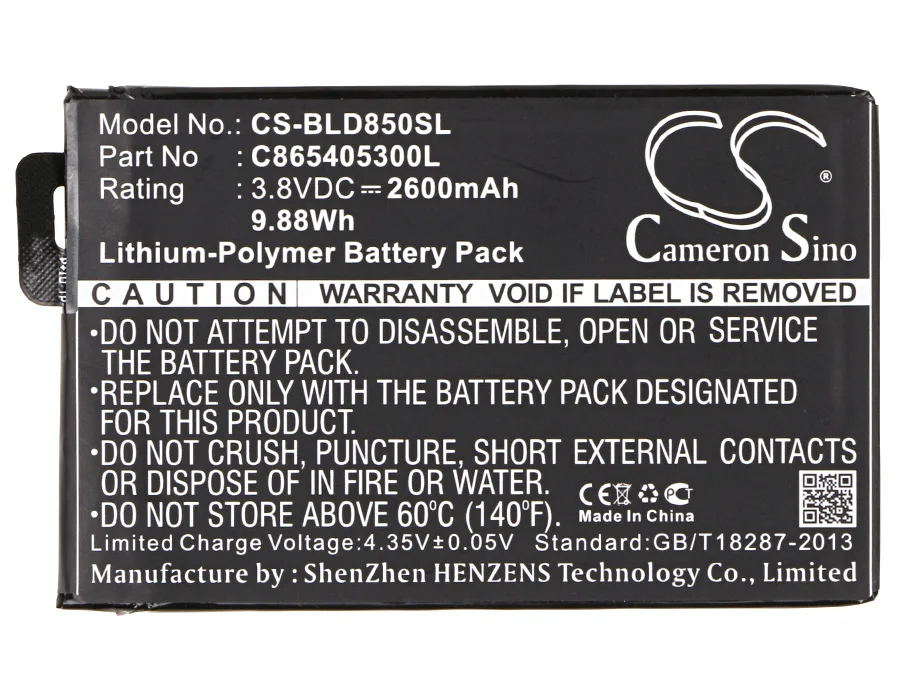 Model No.: CS-BLD850SL
Part No : C865405300L
Rating : 3.8VDC ⎓ 2600mAh
9.88Wh
Lithium-Polymer Battery Pack
CS
®
Cameron Sino
CAUTION WARRANTY VOID IF LABEL IS REMOVED
•DO NOT ATTEMPT TO DISASSEMBLE, OPEN OR SERVICE
THE BATTERY PACK.
•REPLACE ONLY WITH THE BATTERY PACK DESIGNATED
FOR THIS PRODUCT.
•DO NOT CRUSH, PUNCTURE, SHORT EXTERNAL CONTACTS
OR DISPOSE OF IN FIRE OR WATER.
•DO NOT STORE ABOVE 60°C (140°F).
CE
Made In China
Limited Charge Voltage:4.35V±0.05V Standard:GB/T18287-2013
Manufacture by : ShenZhen HENZENS Technology Co., Limited